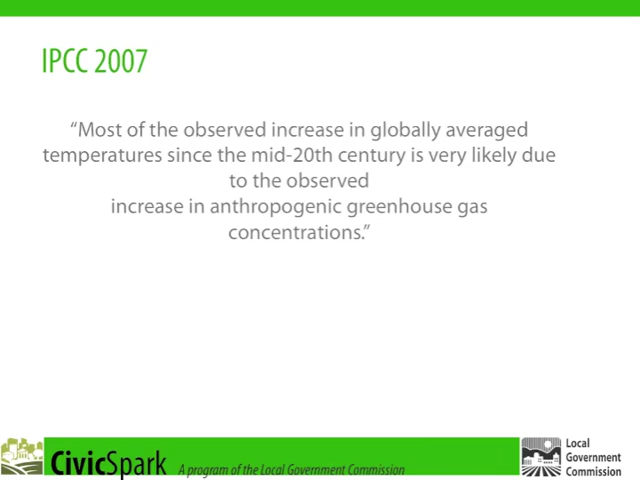 IPCC 2007
“Most of the observed increase in globally averaged
temperatures since the mid-20th century is very likely due
to the observed
increase in anthropogenic greenhouse gas
concentrations.”
CivicSpark A program of the Local Government Commission
Local
Government
Commission